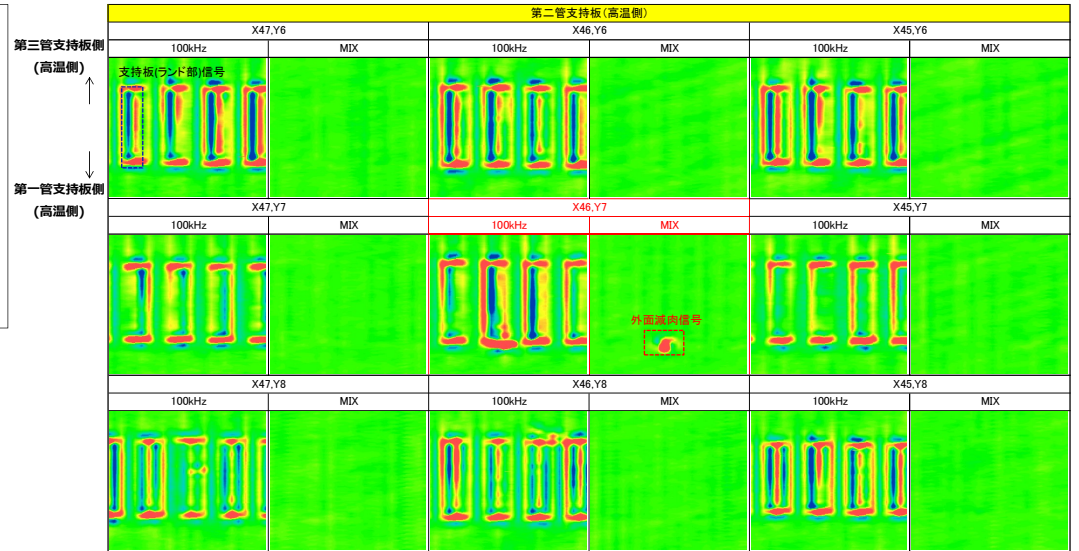 第二管支持板(高温側)
X47,Y6 X46,Y6 X45,Y6
第三管支持板側
(高温側)
100kHz MIX 100kHz MIX 100kHz MIX
支持板(ランド部)信号
第一管支持板側
(高温側)
X47,Y7 X46,Y7 X45,Y7
100kHz MIX 100kHz MIX 100kHz MIX
外面減肉信号
X47,Y8 X46,Y8 X45,Y8
100kHz MIX 100kHz MIX 100kHz MIX